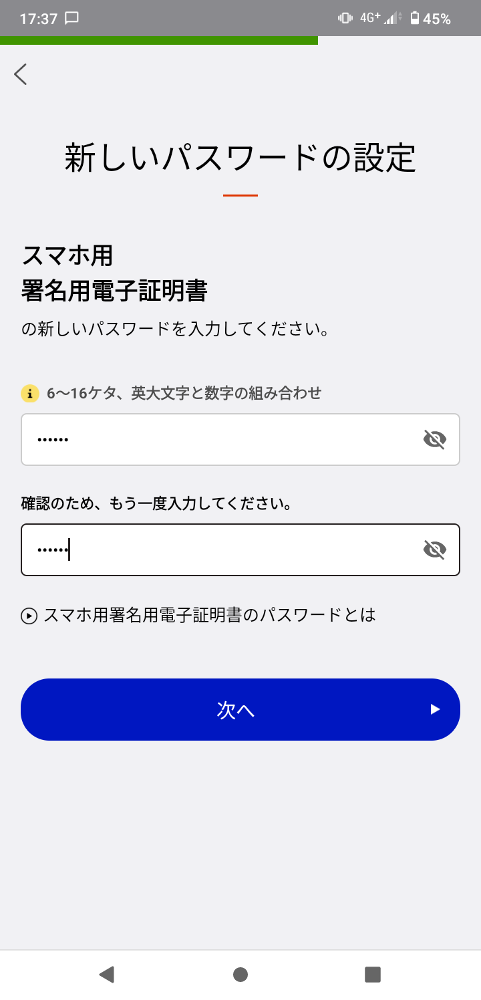 17:37 4G+ 45%
新しいパスワードの設定
スマホ用
署名用電子証明書
の新しいパスワードを入力してください。
6〜16ケタ、英大文字と数字の組み合わせ
••••••
確認のため、もう一度入力してください。
••••••
スマホ用署名用電子証明書のパスワードとは
次へ